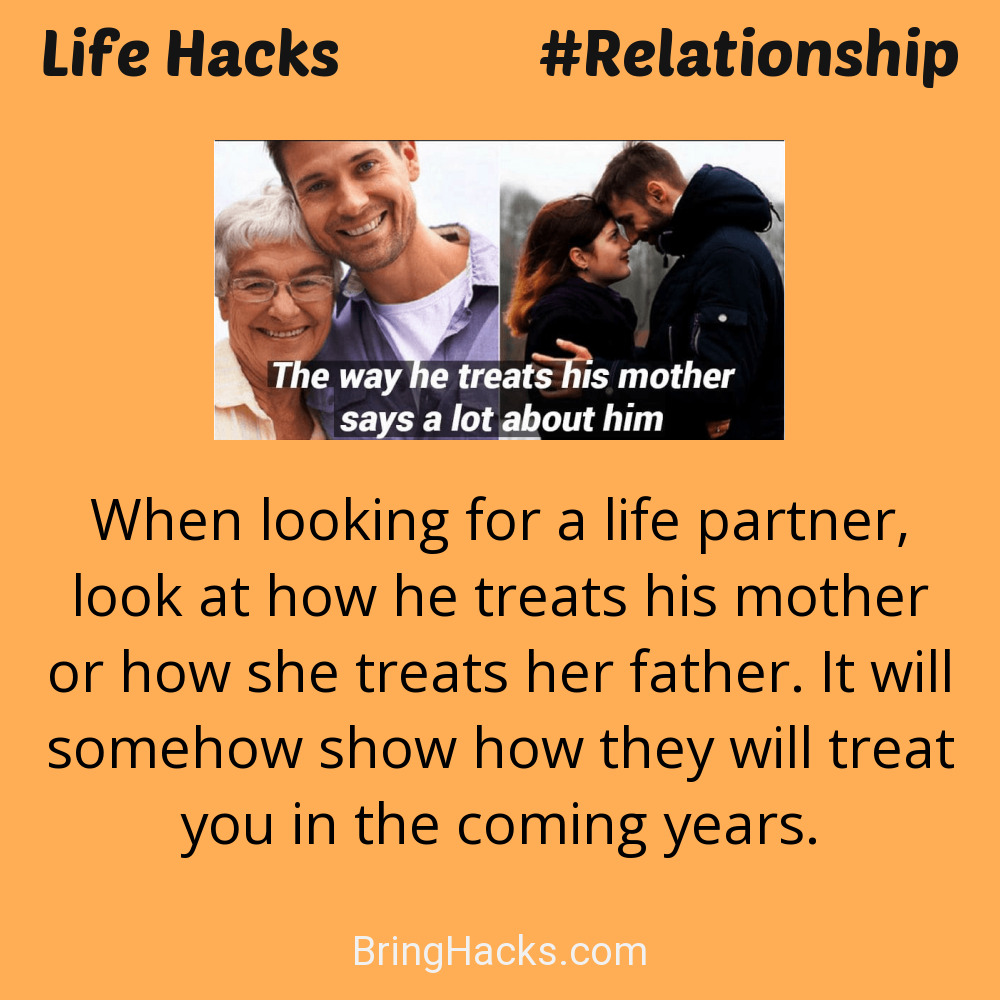 Life Hacks #Relationship
The way he treats his mother
says a lot about him
When looking for a life partner,
look at how he treats his mother
or how she treats her father. It will
somehow show how they will treat
you in the coming years.
BringHacks.com